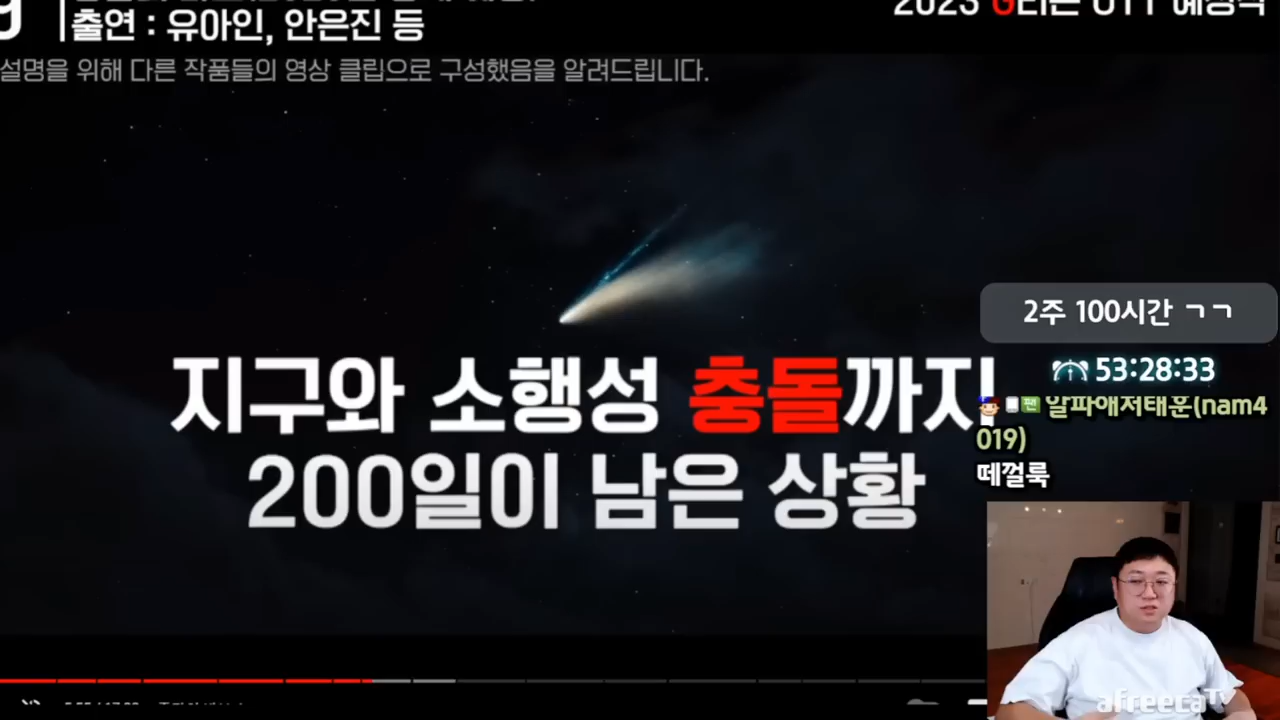 출연 : 유아인, 안은진 등
2023
설명을 위해 다른 작품들의 영상 클립으로 구성했음을 알려드립니다.
2주 100시간 ㄱㄱ
지구와 소행성 충돌까지
53:28:33
팬 알파애저태훈(nam4
019)
떼껄룩
200일이 남은 상황
afreecaTV